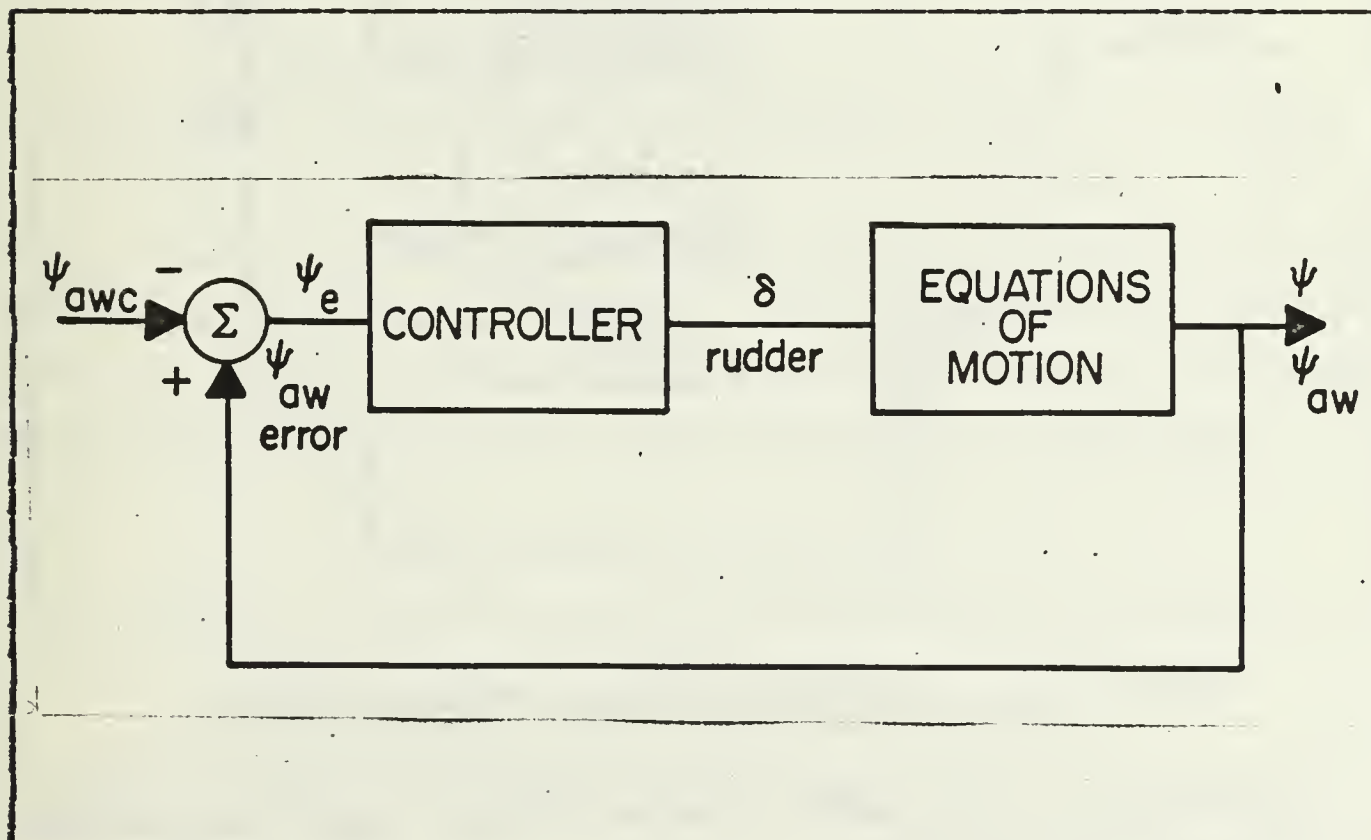 ψawc
−
+
Σ
ψe
ψaw
error
CONTROLLER
δ
rudder
EQUATIONS
OF
MOTION
ψ
ψaw